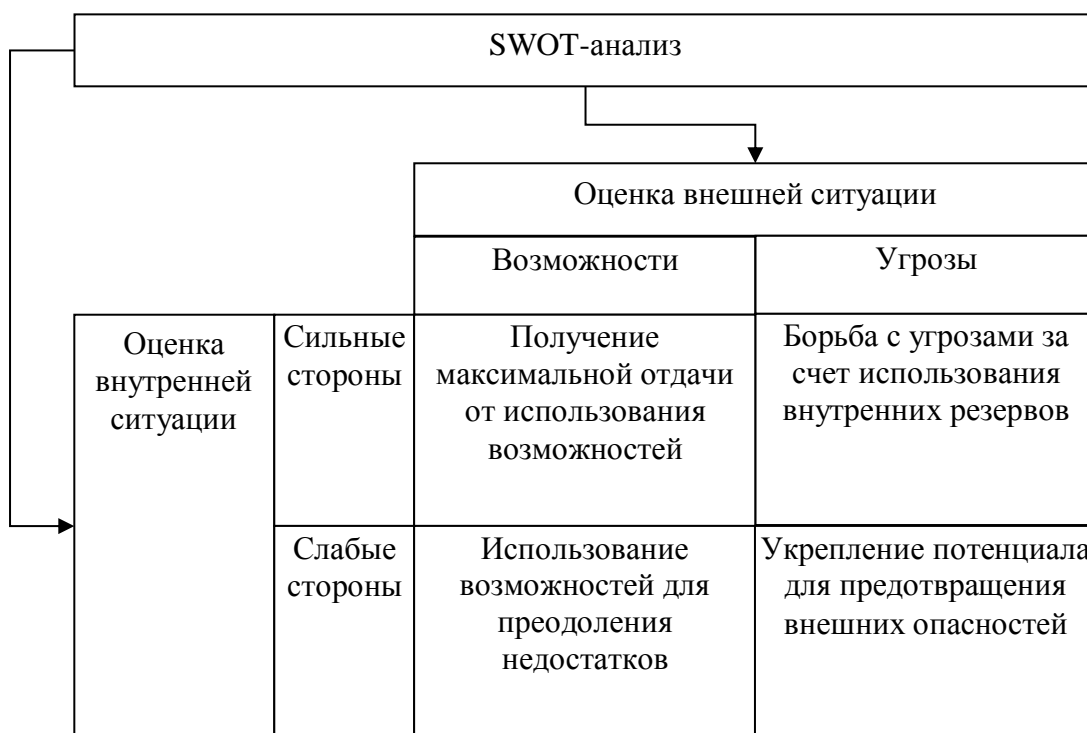 SWOT-анализ
Оценка внешней ситуации
Возможности
Угрозы
Оценка
внутренней
ситуации
Сильные
стороны
Получение
максимальной отдачи
от использования
возможностей
Борьба с угрозами за
счет использования
внутренних резервов
Слабые
стороны
Использование
возможностей для
преодоления
недостатков
Укрепление потенциала
для предотвращения
внешних опасностей